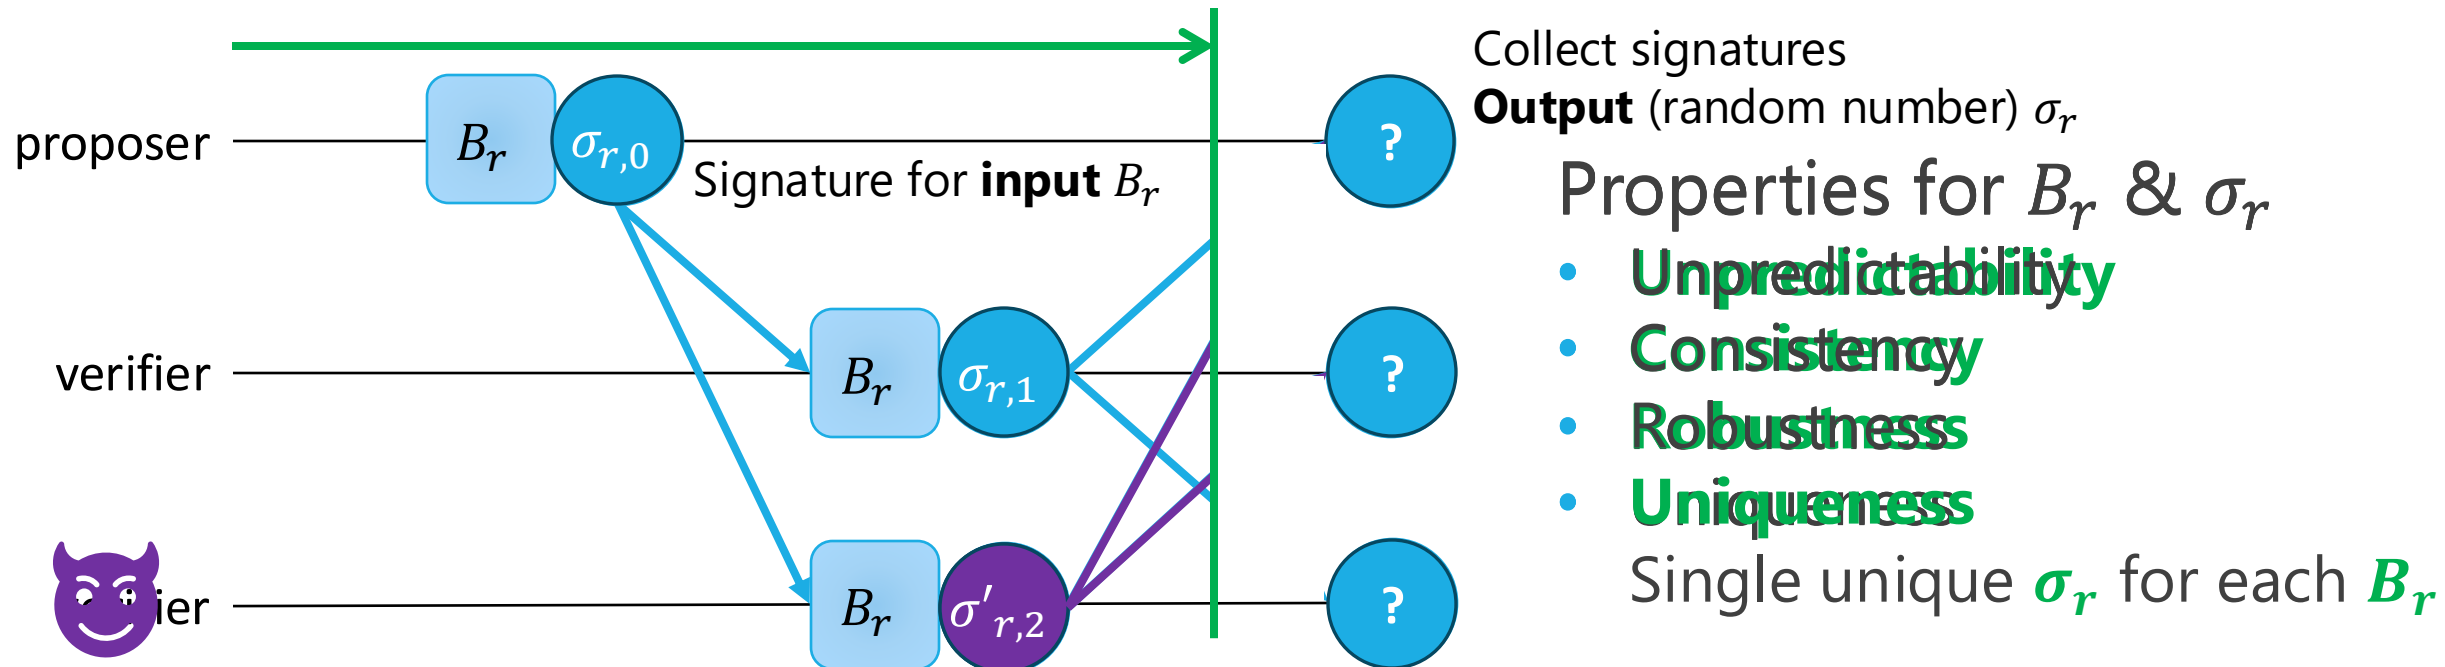 Collect signatures
Output (random number) σ_r
proposer
B_r
σ_{r,0}
?
Signature for input B_r
Properties for B_r & σ_r
• Unpredictability
• Consistency
verifier
B_r
σ_{r,1}
?
• Robustness
• Uniqueness
Single unique σ_r for each B_r
B_r
σ'_{r,2}
?